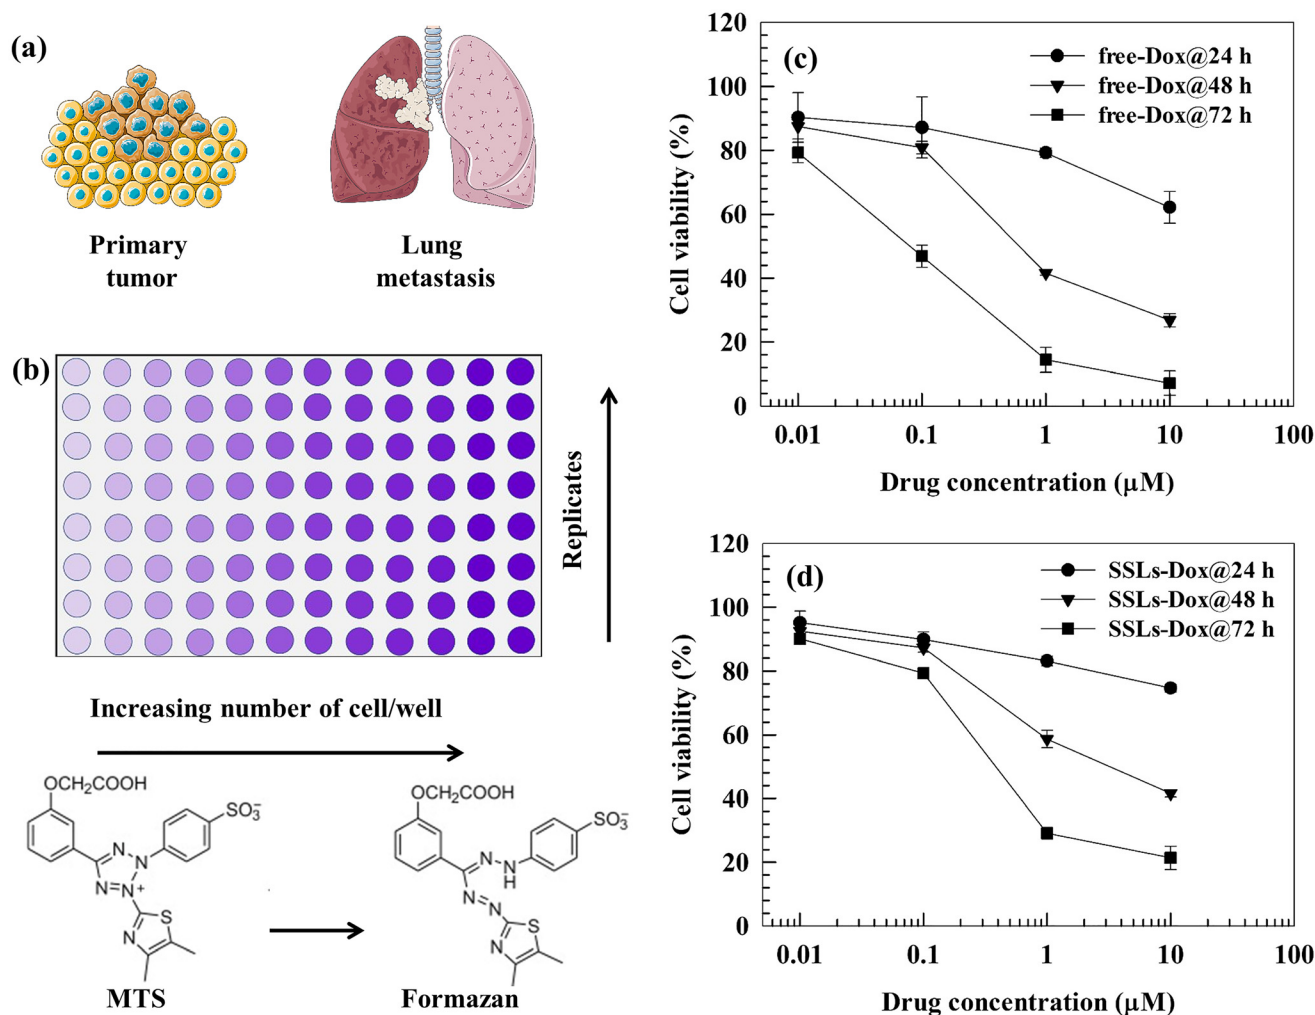 (a)
Primary
tumor
Lung
metastasis
(b)
Replicates
Increasing number of cell/well
OCH₂COOH
SO₃⁻
N
N
N
N⁺
S
N
MTS
OCH₂COOH
SO₃⁻
N
N
H
N
N
S
N
Formazan
(c)
free-Dox@24 h
free-Dox@48 h
free-Dox@72 h
Cell viability (%)
120
100
80
60
40
20
0
0.01
0.1
1
10
100
Drug concentration (µM)
(d)
SSLs-Dox@24 h
SSLs-Dox@48 h
SSLs-Dox@72 h
Cell viability (%)
120
100
80
60
40
20
0
0.01
0.1
1
10
100
Drug concentration (µM)